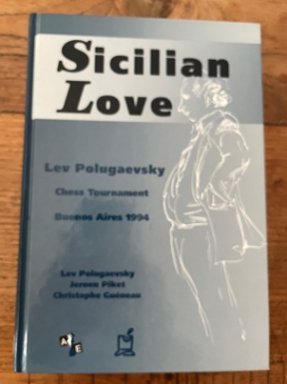 Sicilian
Love
Lev Polugaevsky
Chess Tournament
Buenos Aires 1994
Lev Polugaevsky
Jeroen Piket
Christophe Guéneau